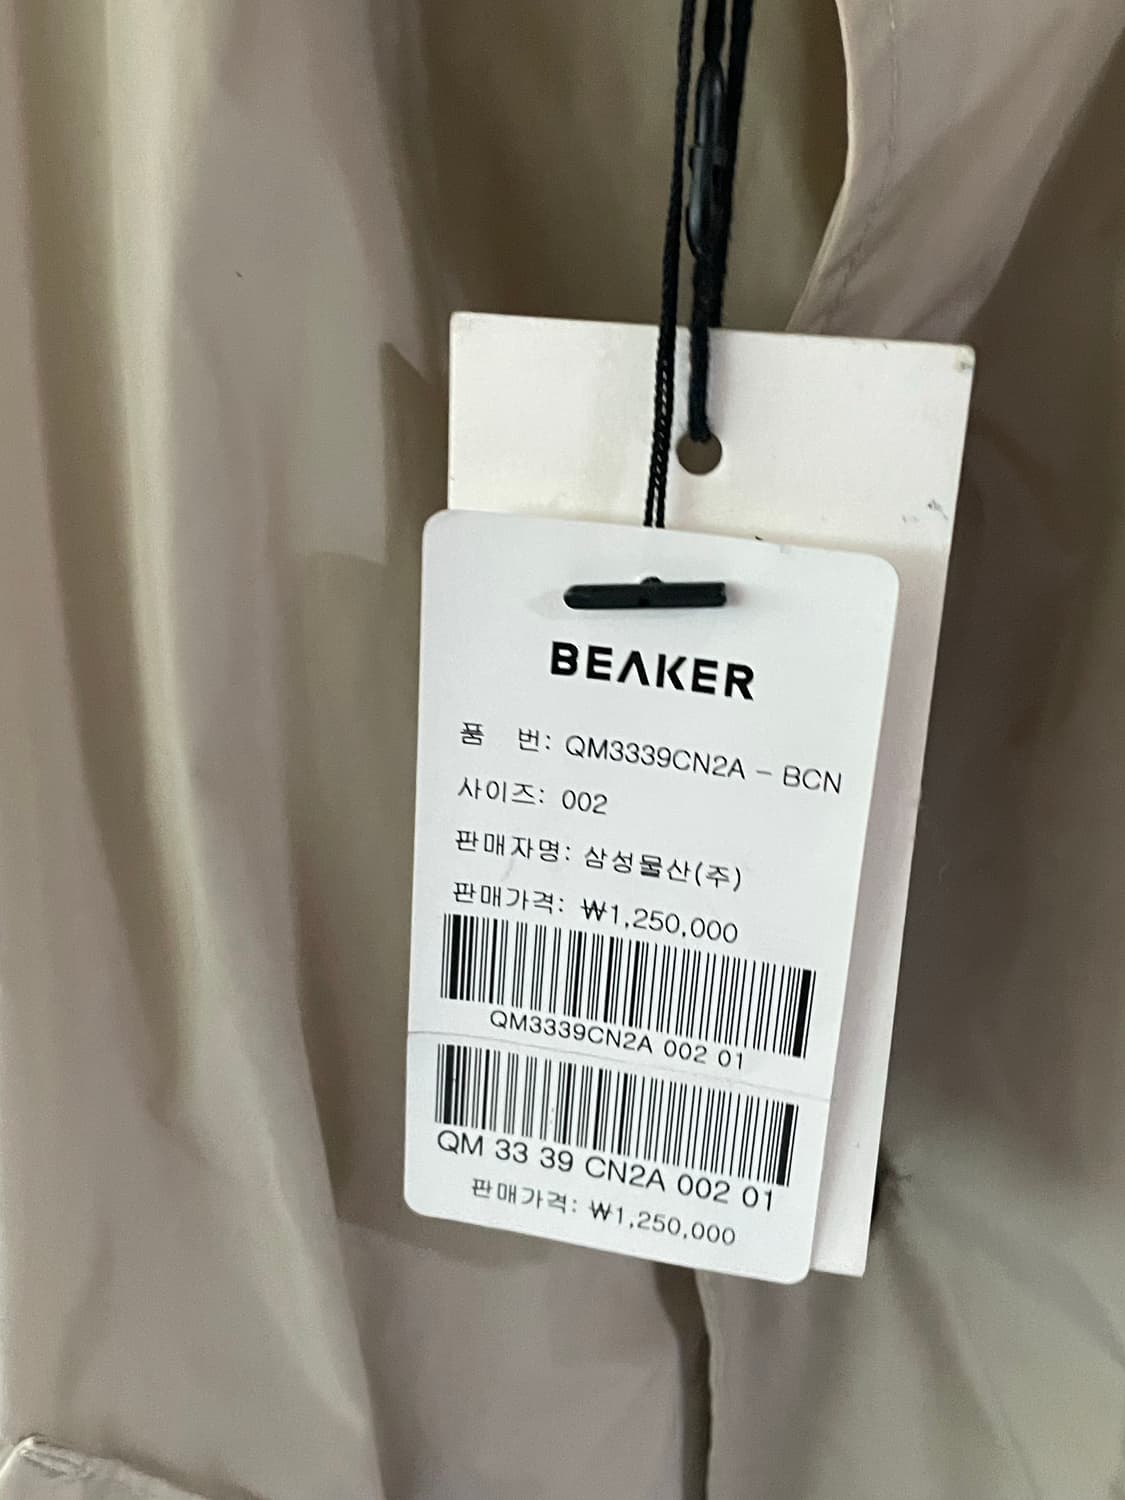 BEAKER
품 번: QM3339CN2A - BCN
사이즈: 002
판매자명: 삼성물산(주)
판매가격: ₩1,250,000
QM3339CN2A 002 01
QM 33 39 CN2A 002 01
판매가격: ₩1,250,000